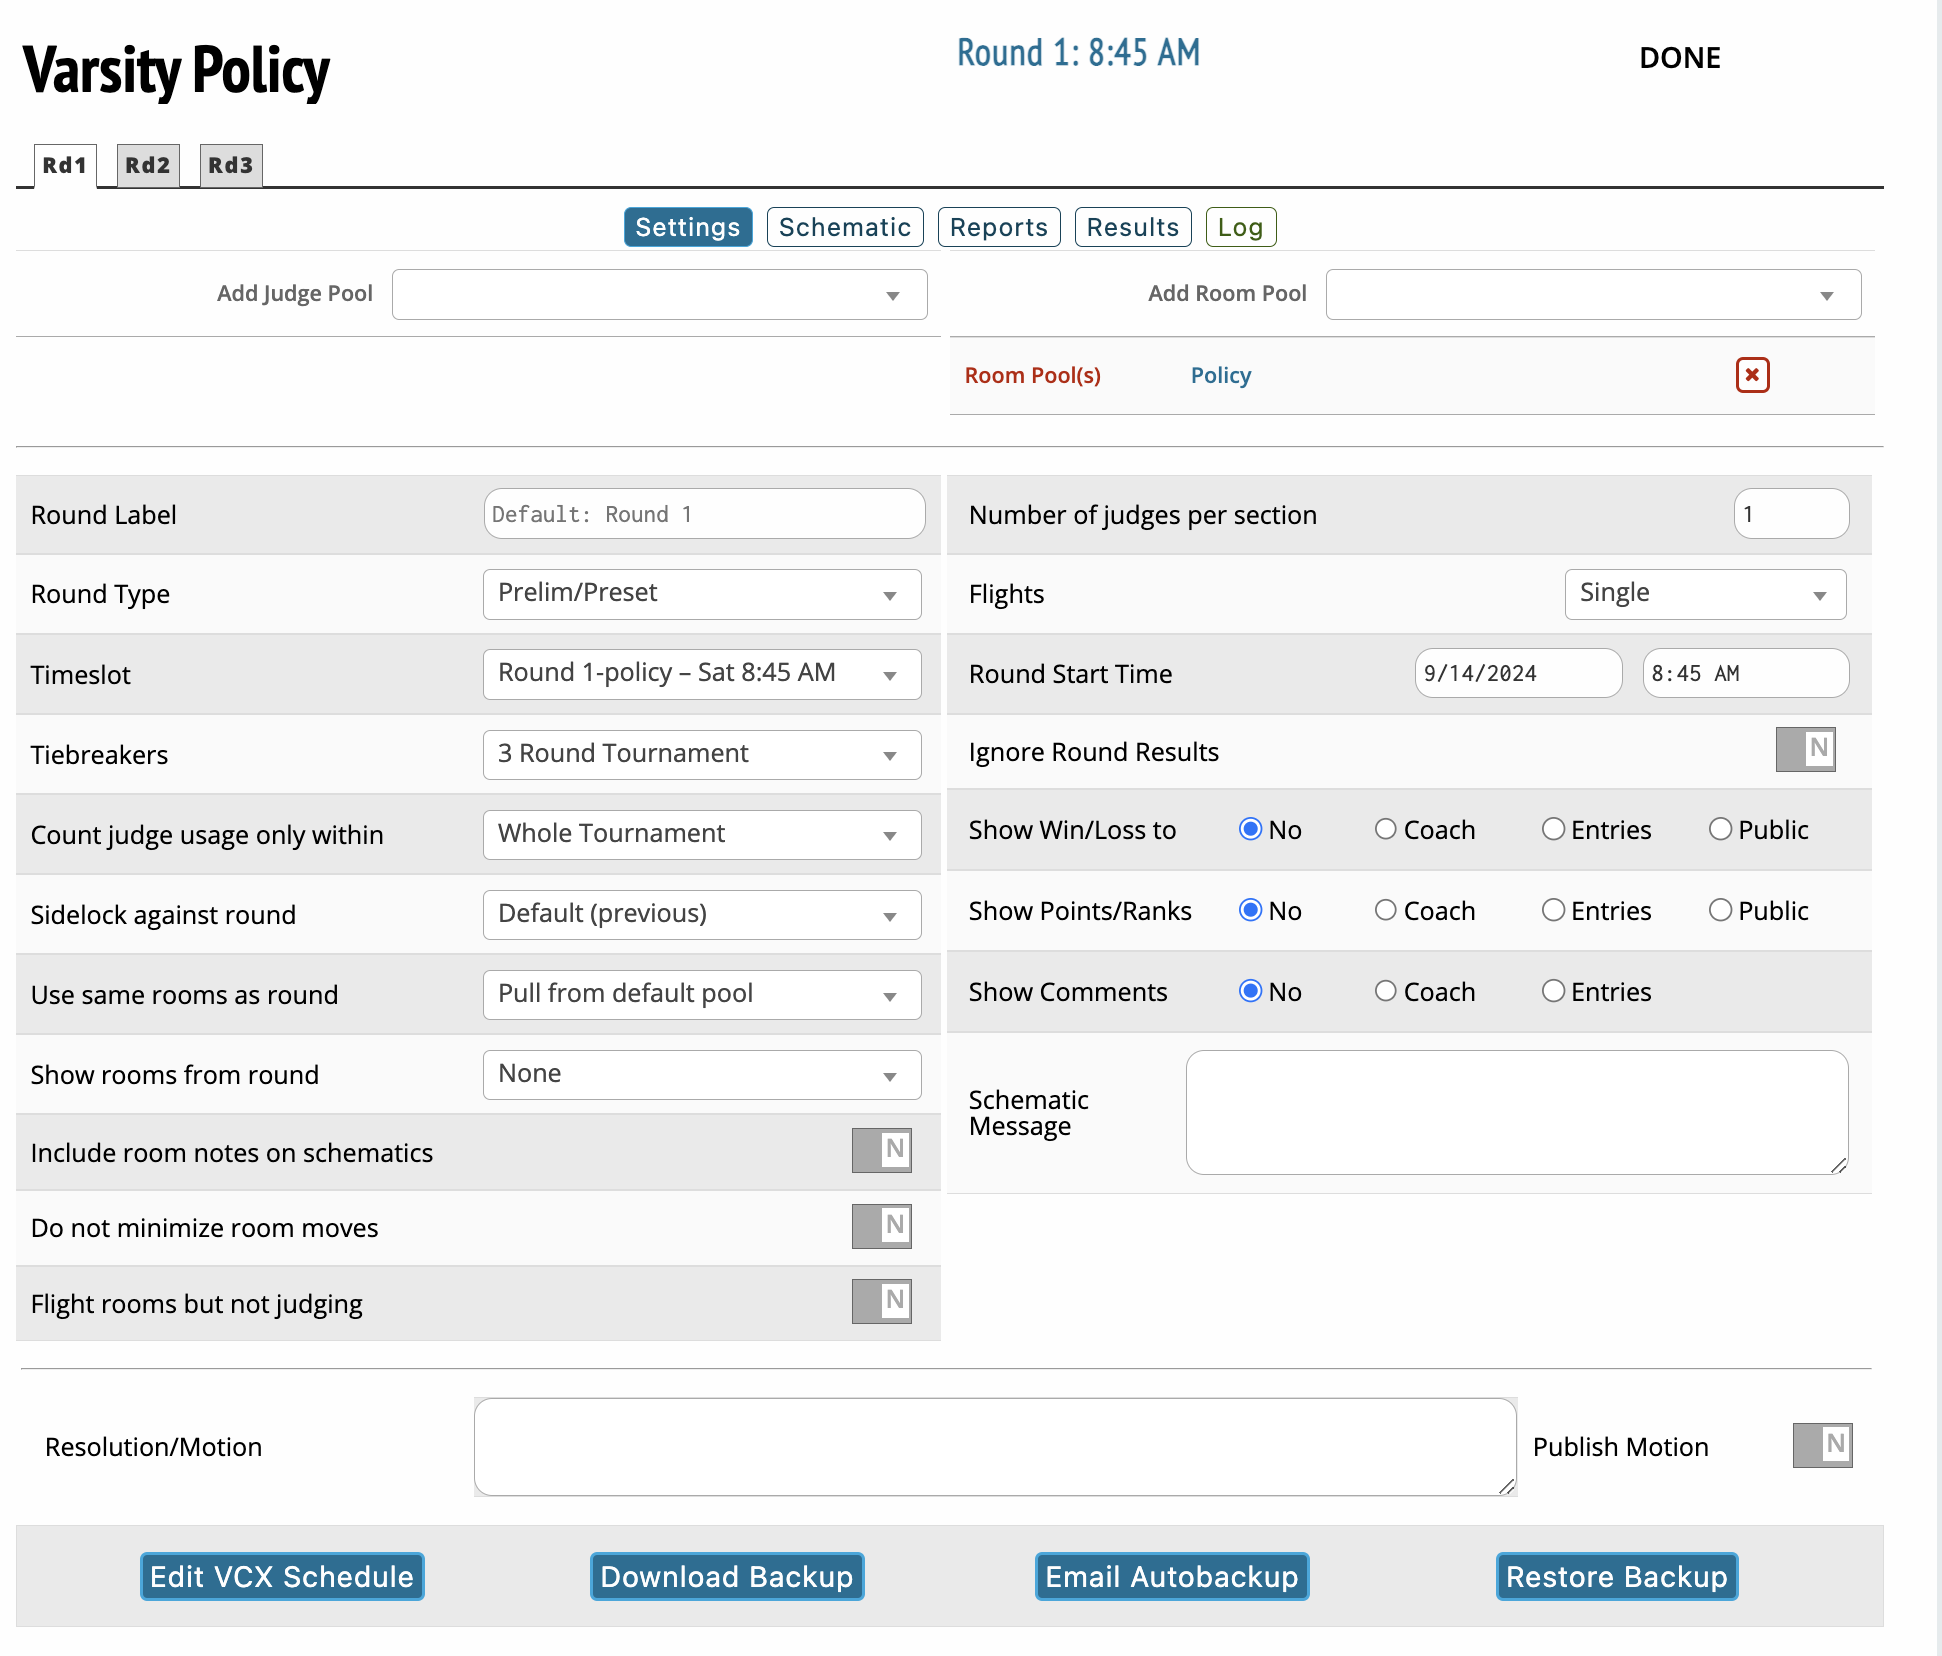 Varsity Policy
Round 1: 8:45 AM
DONE
Rd1 Rd2 Rd3
Settings Schematic Reports Results Log
Add Judge Pool
Add Room Pool
Room Pool(s) Policy
Round Label Default: Round 1
Number of judges per section 1
Round Type Prelim/Preset
Flights Single
Timeslot Round 1-policy – Sat 8:45 AM
Round Start Time 9/14/2024 8:45 AM
Tiebreakers 3 Round Tournament
Ignore Round Results N
Count judge usage only within Whole Tournament
Show Win/Loss to No Coach Entries Public
Sidelock against round Default (previous)
Show Points/Ranks No Coach Entries Public
Use same rooms as round Pull from default pool
Show Comments No Coach Entries
Show rooms from round None
Schematic
Message
Include room notes on schematics N
Do not minimize room moves N
Flight rooms but not judging N
Resolution/Motion
Publish Motion N
Edit VCX Schedule Download Backup Email Autobackup Restore Backup